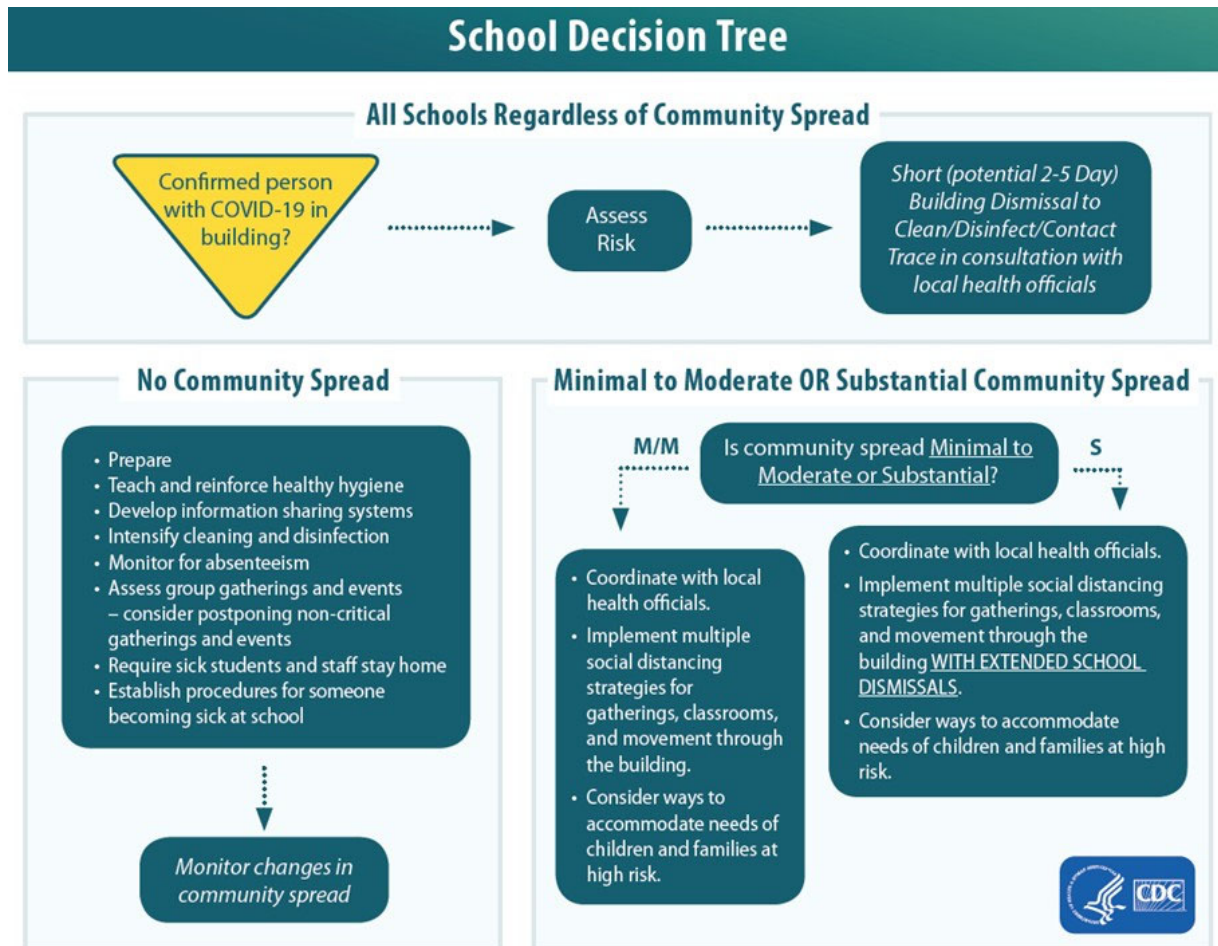 School Decision Tree
All Schools Regardless of Community Spread
Confirmed person
with COVID-19 in
building?
Assess
Risk
Short (potential 2-5 Day)
Building Dismissal to
Clean/Disinfect/Contact
Trace in consultation with
local health officials
No Community Spread
• Prepare
• Teach and reinforce healthy hygiene
• Develop information sharing systems
• Intensify cleaning and disinfection
• Monitor for absenteeism
• Assess group gatherings and events
– consider postponing non-critical
gatherings and events
• Require sick students and staff stay home
• Establish procedures for someone
becoming sick at school
Monitor changes in
community spread
Minimal to Moderate OR Substantial Community Spread
Is community spread Minimal to
Moderate or Substantial?
M/M
• Coordinate with local
health officials.
• Implement multiple
social distancing
strategies for
gatherings, classrooms,
and movement through
the building.
• Consider ways to
accommodate needs of
children and families at
high risk.
S
• Coordinate with local health officials.
• Implement multiple social distancing
strategies for gatherings, classrooms,
and movement through the
building WITH EXTENDED SCHOOL
DISMISSALS.
• Consider ways to accommodate
needs of children and families at high
risk.
CDC